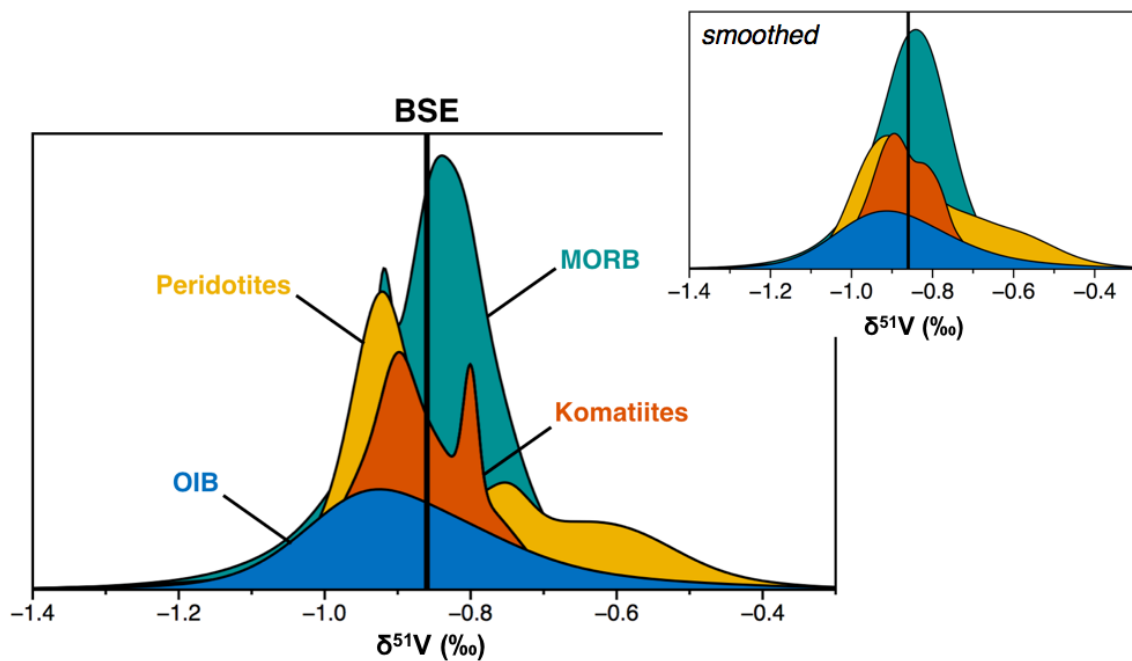 smoothed
BSE
MORB
Peridotites
−1.4 −1.2 −1.0 −0.8 −0.6 −0.4
δ⁵¹V (‰)
Komatiites
OIB
−1.4 −1.2 −1.0 −0.8 −0.6 −0.4
δ⁵¹V (‰)